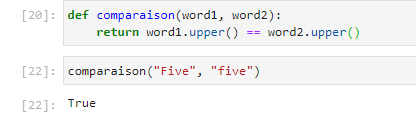 [20]: def comparaison(word1, word2):
return word1.upper() == word2.upper()
[22]: comparaison("Five", "five")
[22]: True